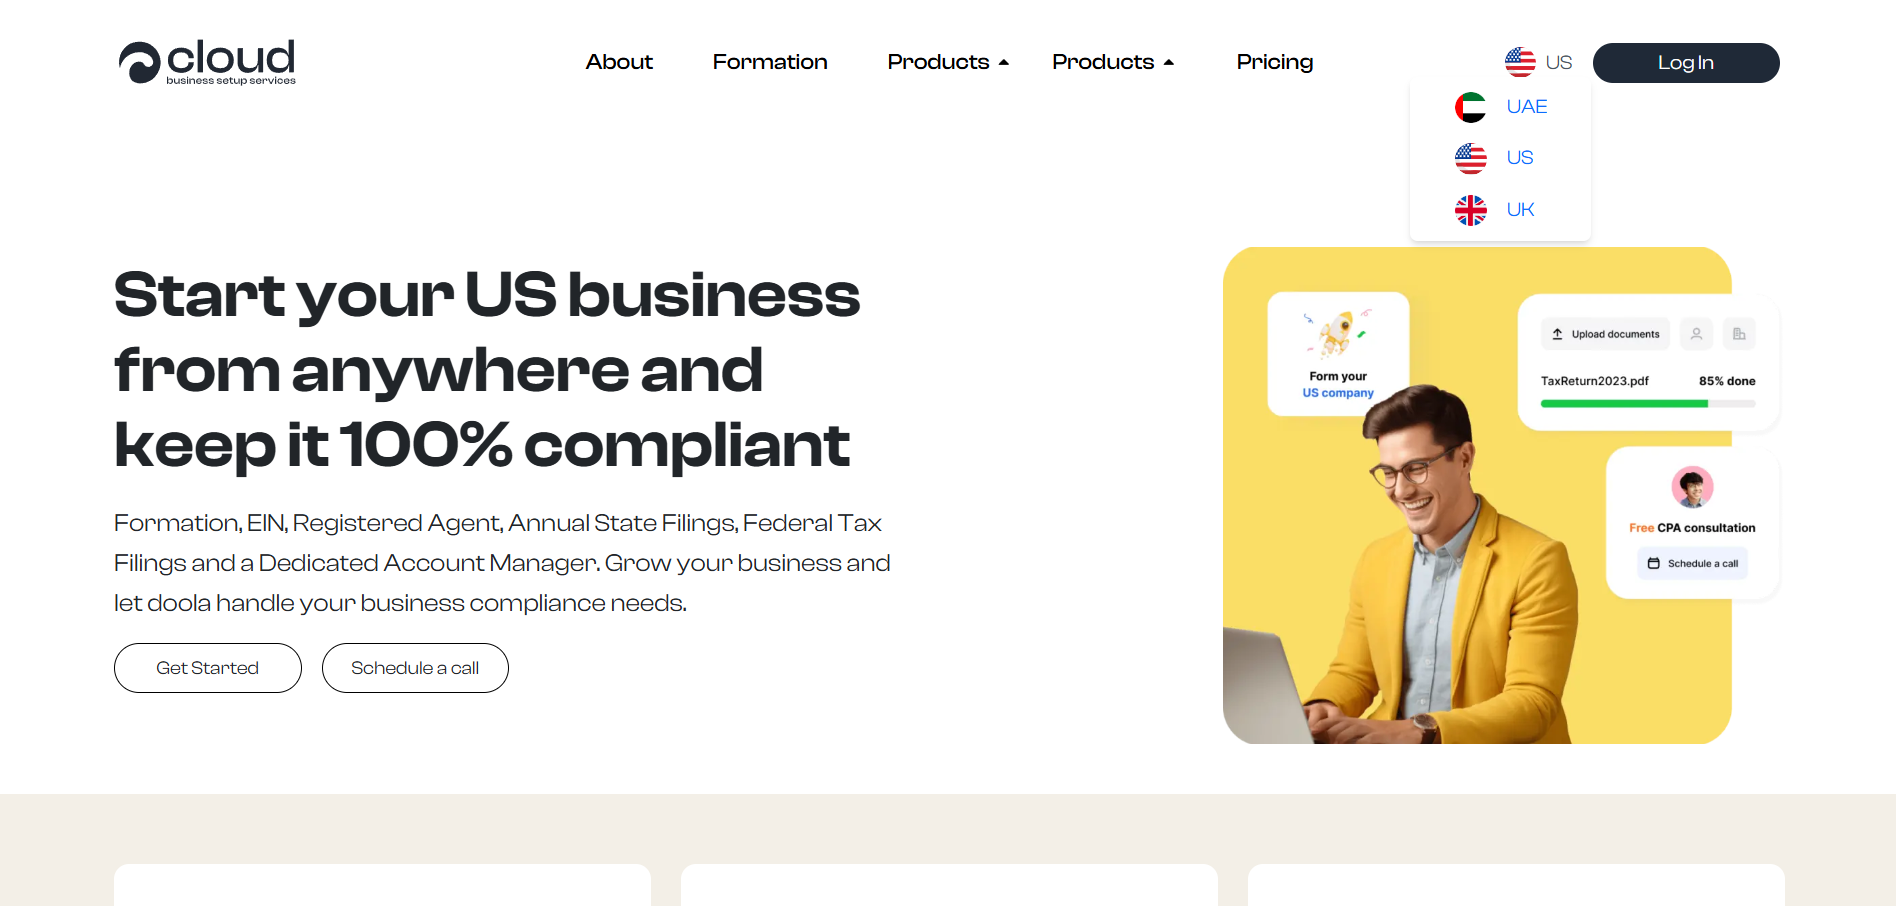 cloud
business setup services
About
Formation
Products
Products
Pricing
US
Log In
UAE
US
UK
Start your US business
from anywhere and
keep it 100% compliant
Formation, EIN, Registered Agent, Annual State Filings, Federal Tax
Filings and a Dedicated Account Manager. Grow your business and
let doola handle your business compliance needs.
Get Started
Schedule a call
Form your
US company
Upload documents
TaxReturn2023.pdf
85% done
Free CPA consultation
Schedule a call